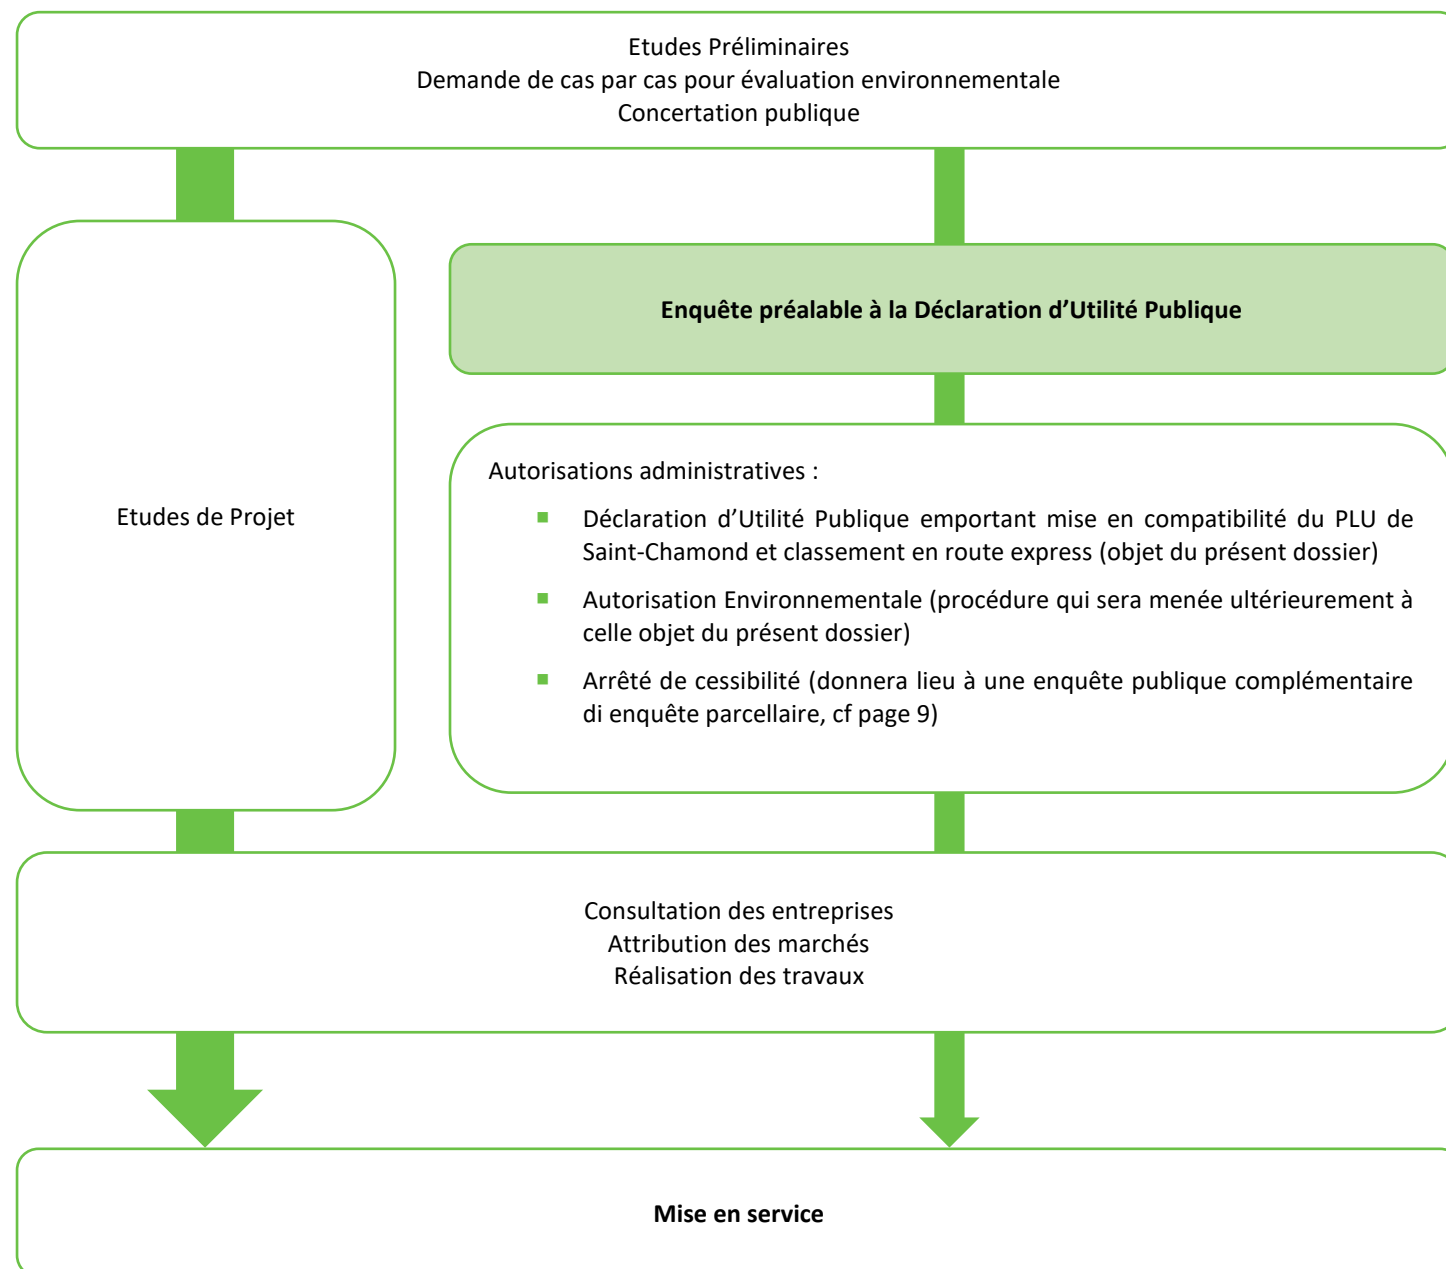 Etudes Préliminaires
Demande de cas par cas pour évaluation environnementale
Concertation publique
Enquête préalable à la Déclaration d’Utilité Publique
Etudes de Projet
Autorisations administratives :
▪ Déclaration d’Utilité Publique emportant mise en compatibilité du PLU de
Saint-Chamond et classement en route express (objet du présent dossier)
▪ Autorisation Environnementale (procédure qui sera menée ultérieurement à
celle objet du présent dossier)
▪ Arrêté de cessibilité (donnera lieu à une enquête publique complémentaire
di enquête parcellaire, cf page 9)
Consultation des entreprises
Attribution des marchés
Réalisation des travaux
Mise en service